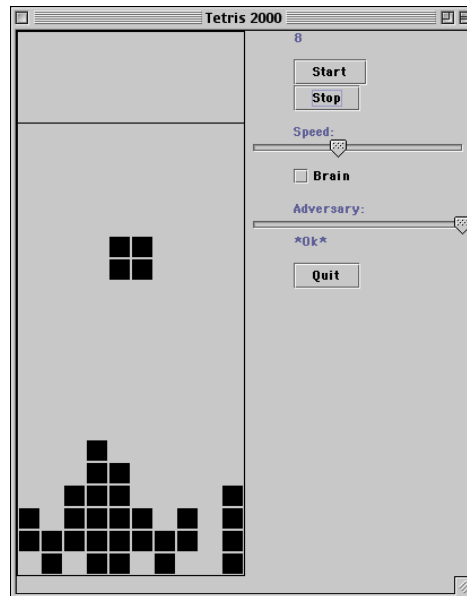 Tetris 2000
8
Start
Stop
Speed:
Brain
Adversary:
*Ok*
Quit